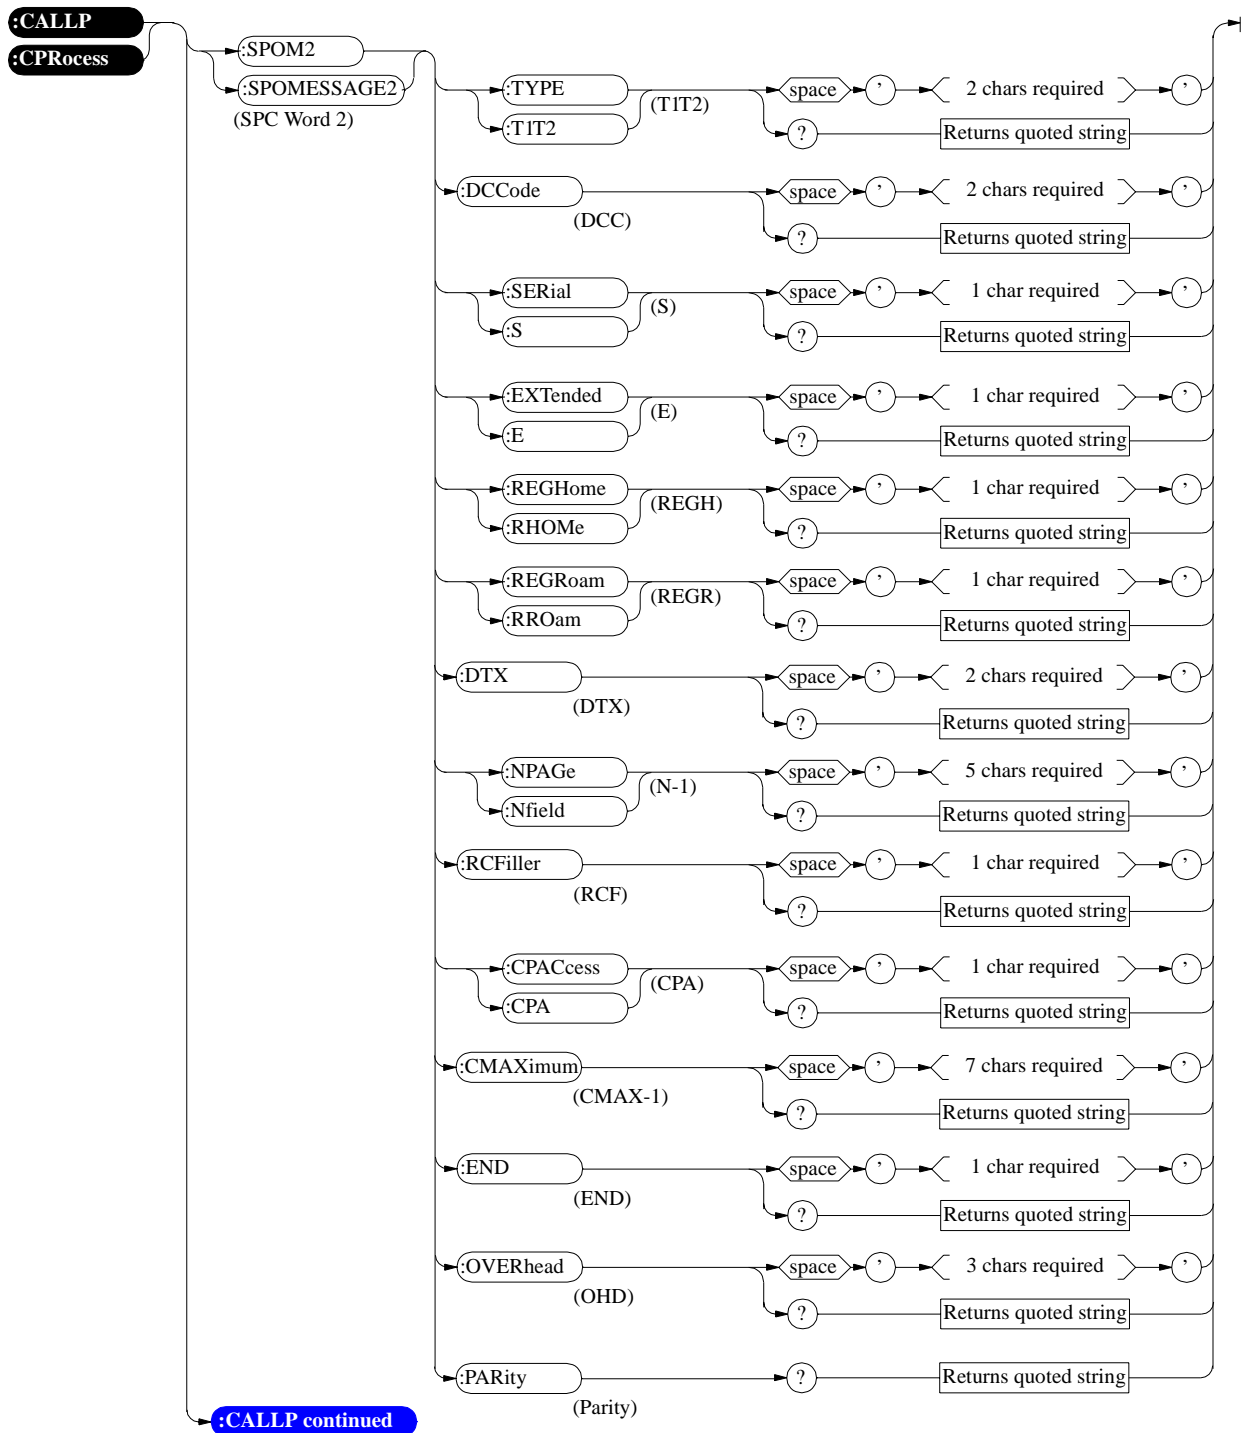 :CALLP
:CPRocess
:SPOM2
:SPOMESSAGE2
(SPC Word 2)
:TYPE
:T1T2
(T1T2)
space ' 2 chars required '
? Returns quoted string
:DCCode
(DCC)
space ' 2 chars required '
? Returns quoted string
:SERial
:S
(S)
space ' 1 char required '
? Returns quoted string
:EXTended
:E
(E)
space ' 1 char required '
? Returns quoted string
:REGHome
:RHOMe
(REGH)
space ' 1 char required '
? Returns quoted string
:REGRoam
:RROam
(REGR)
space ' 1 char required '
? Returns quoted string
:DTX
(DTX)
space ' 2 chars required '
? Returns quoted string
:NPAGe
:Nfield
(N-1)
space ' 5 chars required '
? Returns quoted string
:RCFiller
(RCF)
space ' 1 char required '
? Returns quoted string
:CPACcess
:CPA
(CPA)
space ' 1 char required '
? Returns quoted string
:CMAXimum
(CMAX-1)
space ' 7 chars required '
? Returns quoted string
:END
(END)
space ' 1 char required '
? Returns quoted string
:OVERhead
(OHD)
space ' 3 chars required '
? Returns quoted string
:PARity
(Parity)
? Returns quoted string
:CALLP continued